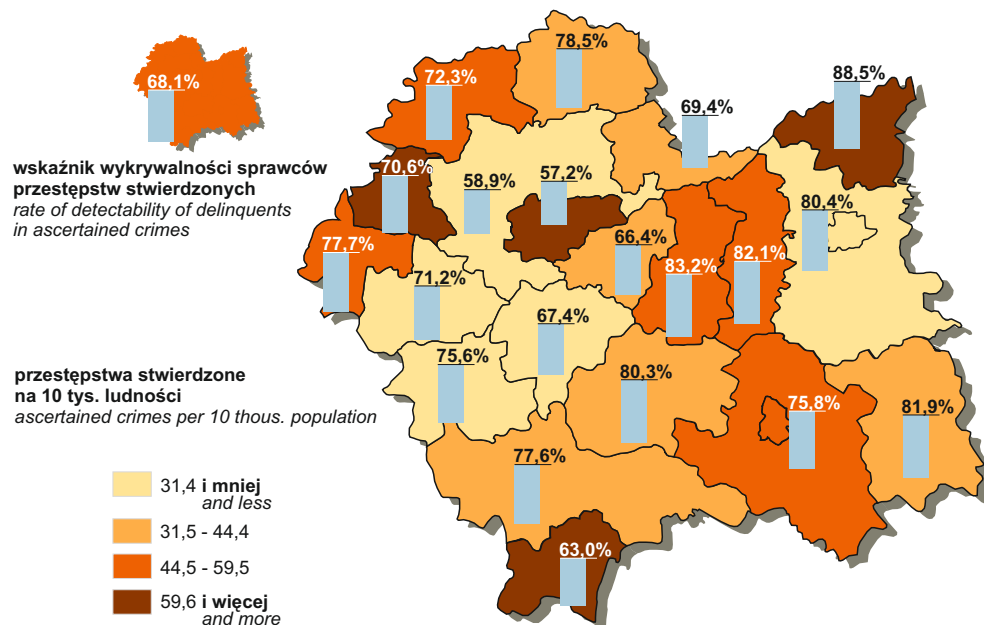 68,1%
wskaźnik wykrywalności sprawców
przestępstw stwierdzonych
rate of detectability of delinquents
in ascertained crimes
przestępstwa stwierdzone
na 10 tys. ludności
ascertained crimes per 10 thous. population
31,4 i mniej
and less
31,5 - 44,4
44,5 - 59,5
59,6 i więcej
and more
78,5%
72,3%
88,5%
69,4%
70,6%
58,9%
57,2%
80,4%
77,7%
66,4%
83,2%
82,1%
71,2%
67,4%
75,6%
80,3%
75,8%
81,9%
77,6%
63,0%